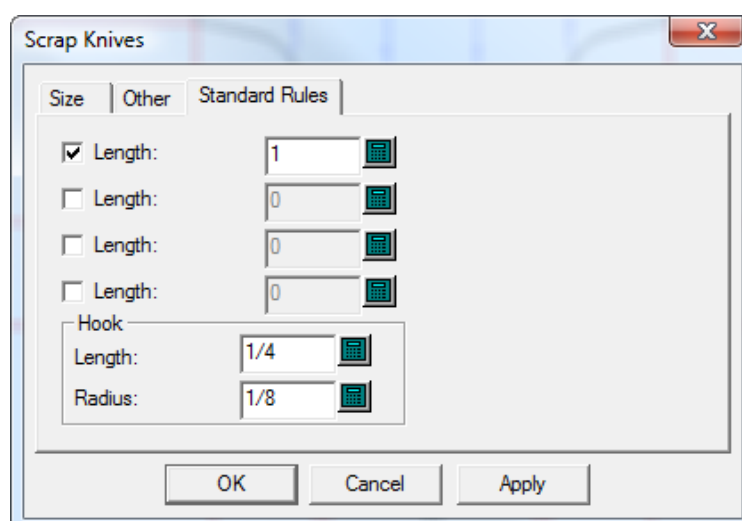 Scrap Knives
Size Other Standard Rules
Length: 1
Length: 0
Length: 0
Length: 0
Hook
Length: 1/4
Radius: 1/8
OK Cancel Apply